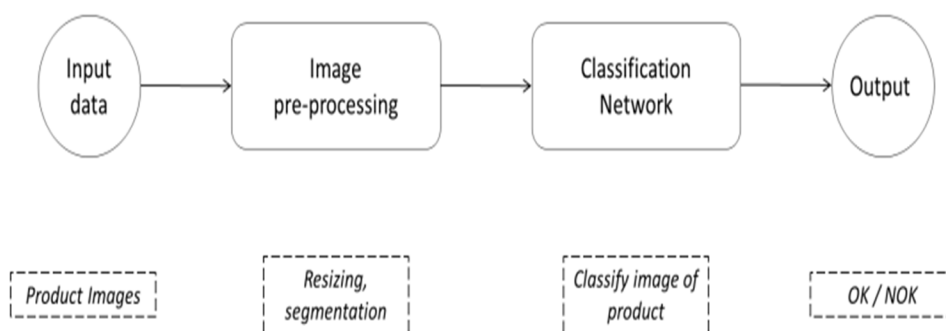 Input
data
Image
pre-processing
Classification
Network
Output
Product Images
Resizing,
segmentation
Classify image of
product
OK / NOK